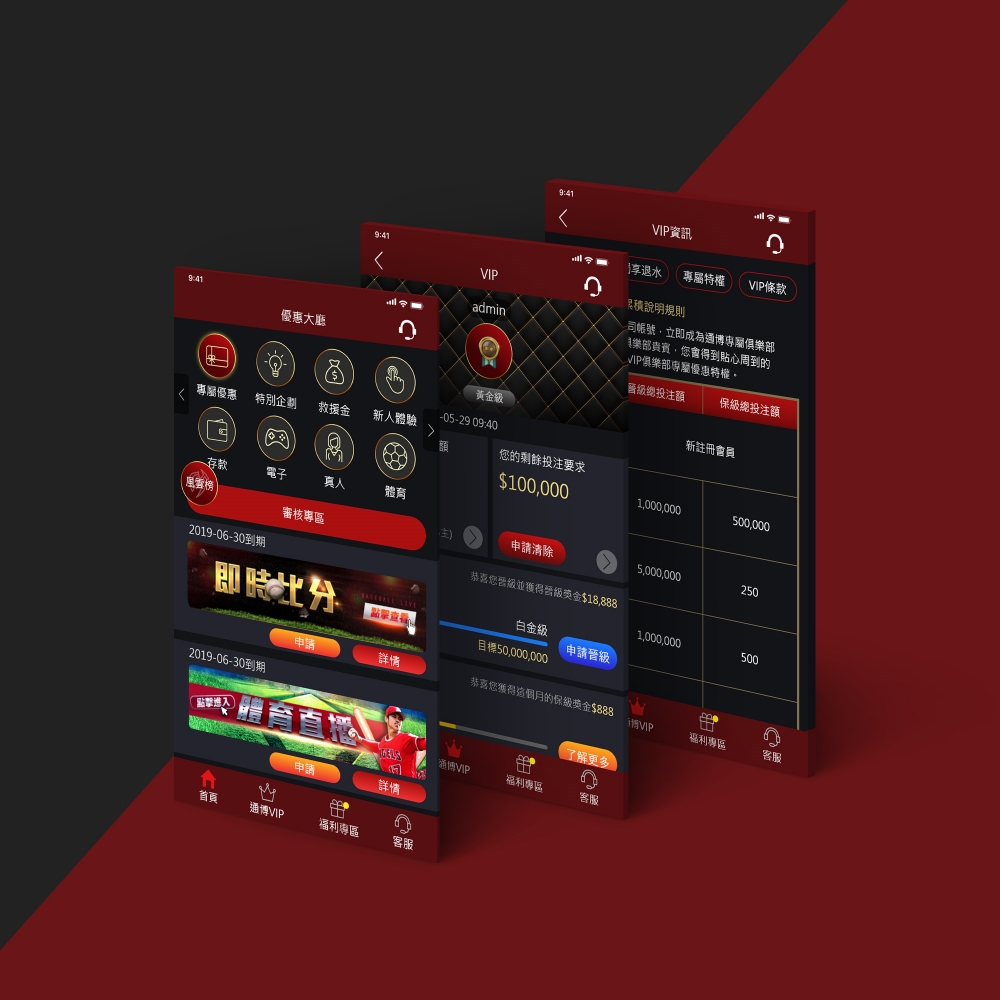 9:41
優惠大廳
專屬優惠
特別企劃
救援金
新人體驗
存款
電子
真人
體育
風雲榜
審核專區
2019-06-30到期
即時比分
點擊查看
申請
詳情
2019-06-30到期
點擊進入
體育直播
申請
詳情
首頁
通博VIP
福利專區
客服
9:41
VIP
admin
黃金級
-05-29 09:40
額
您的剩餘投注要求
$100,000
主)
申請清除
恭喜您晉級並獲得晉級獎金$18,888
白金級
目標50,000,000
申請晉級
恭喜您獲得這個月的保級獎金$888
了解更多
通博VIP
福利專區
客服
9:41
VIP資訊
享退水
專屬特權
VIP條款
累積說明規則
司帳號，立即成為通博專屬俱樂部
俱樂部貴賓，您會得到貼心周到的
VIP俱樂部專屬優惠特權。
晉級總投注額
保級總投注額
新註冊會員
1,000,000
500,000
5,000,000
250
1,000,000
500
博VIP
福利專區
客服